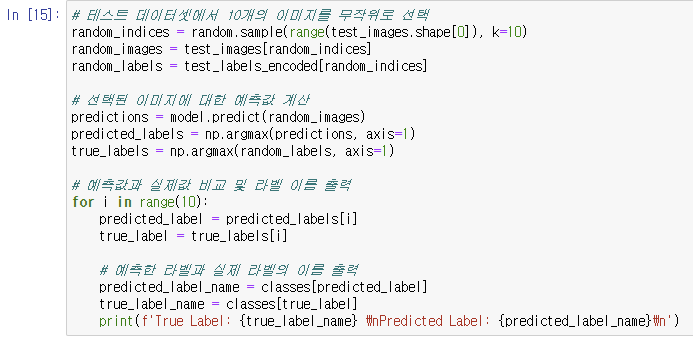 In [15]: # 테스트 데이터셋에서 10개의 이미지를 무작위로 선택
random_indices = random.sample(range(test_images.shape[0]), k=10)
random_images = test_images[random_indices]
random_labels = test_labels_encoded[random_indices]
# 선택된 이미지에 대한 예측값 계산
predictions = model.predict(random_images)
predicted_labels = np.argmax(predictions, axis=1)
true_labels = np.argmax(random_labels, axis=1)
# 예측값과 실제값 비교 및 라벨 이름 출력
for i in range(10):
    predicted_label = predicted_labels[i]
    true_label = true_labels[i]
    # 예측한 라벨과 실제 라벨의 이름 출력
    predicted_label_name = classes[predicted_label]
    true_label_name = classes[true_label]
    print(f'True Label: {true_label_name} ₩nPredicted Label: {predicted_label_name}₩n')